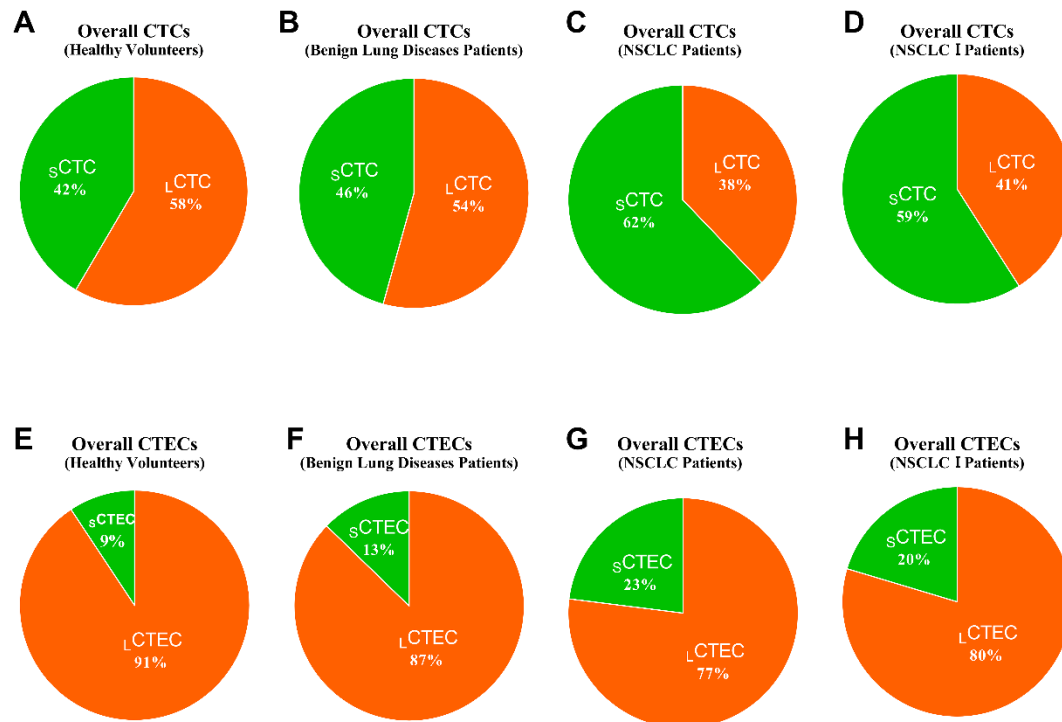 A
Overall CTCs
(Healthy Volunteers)
SCTC
42%
LCTC
58%
B
Overall CTCs
(Benign Lung Diseases Patients)
SCTC
46%
LCTC
54%
C
Overall CTCs
(NSCLC Patients)
LCTC
38%
SCTC
62%
D
Overall CTCs
(NSCLC I Patients)
LCTC
41%
SCTC
59%
E
Overall CTECs
(Healthy Volunteers)
SCTEC
9%
LCTEC
91%
F
Overall CTECs
(Benign Lung Diseases Patients)
SCTEC
13%
LCTEC
87%
G
Overall CTECs
(NSCLC Patients)
SCTEC
23%
LCTEC
77%
H
Overall CTECs
(NSCLC I Patients)
SCTEC
20%
LCTEC
80%